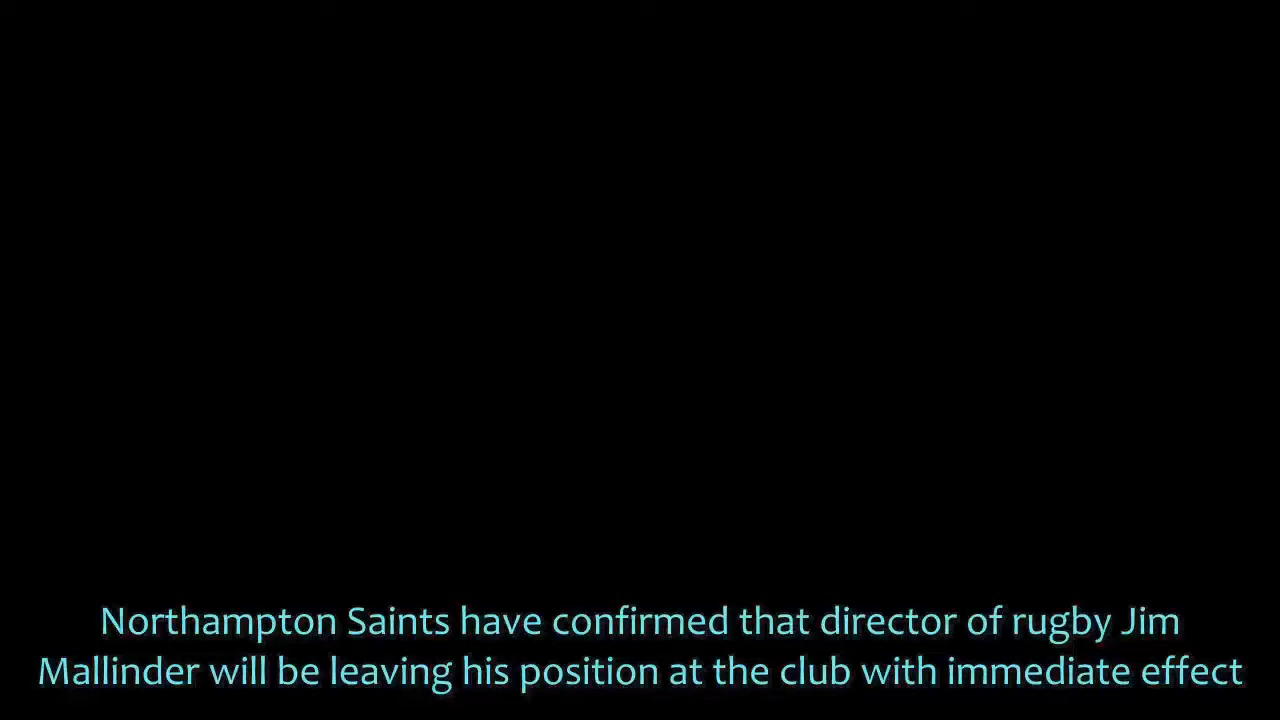 Northampton Saints have confirmed that director of rugby Jim
Mallinder will be leaving his position at the club with immediate effect